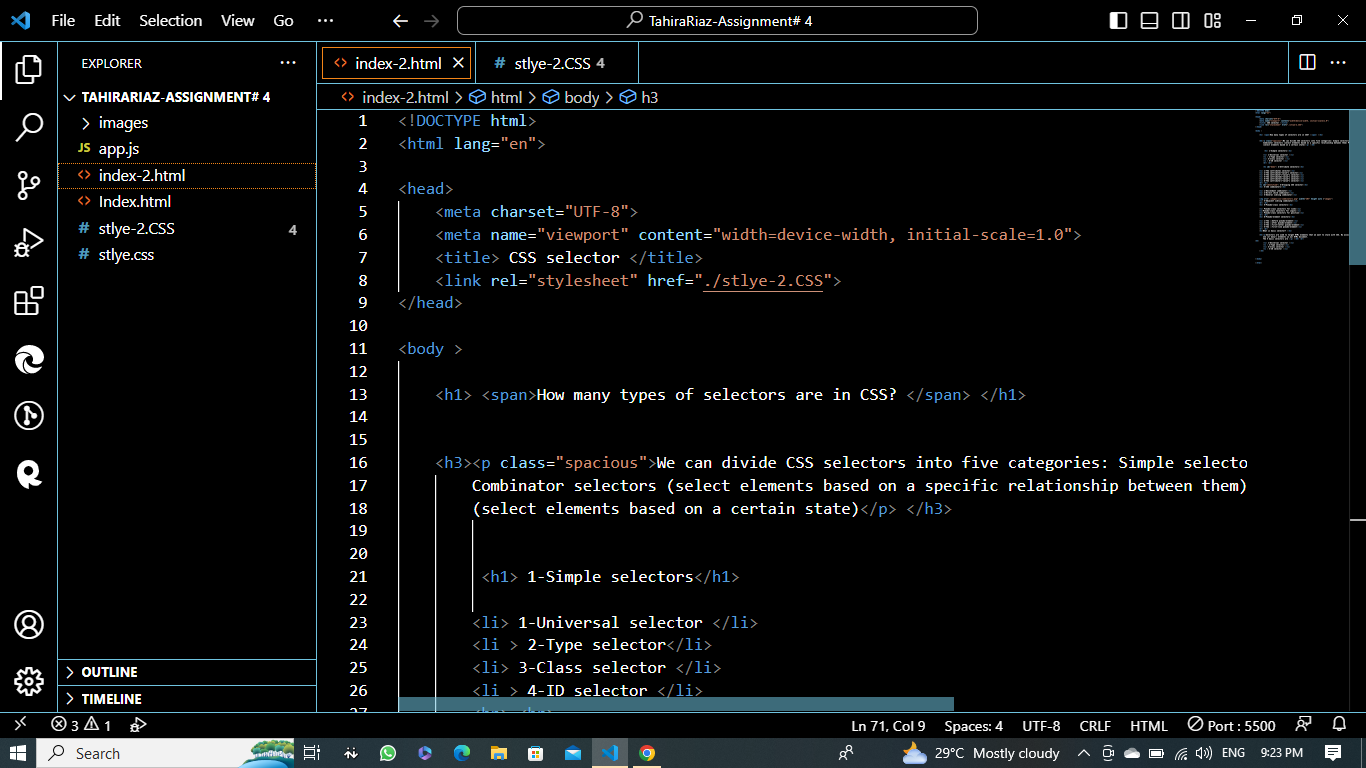 File Edit Selection View Go ··· TahiraRiaz-Assignment# 4
EXPLORER ···
TAHIRARIAZ-ASSIGNMENT# 4
images
JS app.js
<> index-2.html
<> Index.html
# stlye-2.CSS 4
# stlye.css
OUTLINE
TIMELINE
<> index-2.html # stlye-2.CSS 4 ···
<> index-2.html > html > body > h3
1 <!DOCTYPE html>
2 <html lang="en">
3
4 <head>
5 <meta charset="UTF-8">
6 <meta name="viewport" content="width=device-width, initial-scale=1.0">
7 <title> CSS selector </title>
8 <link rel="stylesheet" href="./stlye-2.CSS">
9 </head>
10
11 <body >
12
13 <h1> <span>How many types of selectors are in CSS? </span> </h1>
14
15
16 <h3><p class="spacious">We can divide CSS selectors into five categories: Simple selecto
17 Combinator selectors (select elements based on a specific relationship between them)
18 (select elements based on a certain state)</p> </h3>
19
20
21 <h1> 1-Simple selectors</h1>
22
23 <li> 1-Universal selector </li>
24 <li > 2-Type selector</li>
25 <li> 3-Class selector </li>
26 <li > 4-ID selector </li>
27
3 1 Ln 71, Col 9 Spaces: 4 UTF-8 CRLF HTML Port : 5500
Search 29°C Mostly cloudy ENG 9:23 PM